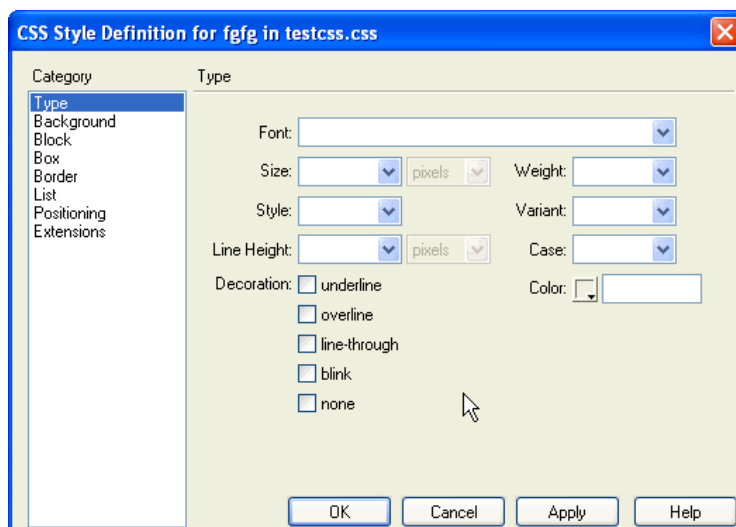 CSS Style Definition for fgfg in testcss.css
Category
Type
Background
Block
Box
Border
List
Positioning
Extensions
Type
Font:
Size: pixels Weight:
Style: Variant:
Line Height: pixels Case:
Decoration: underline Color:
overline
line-through
blink
none
OK Cancel Apply Help